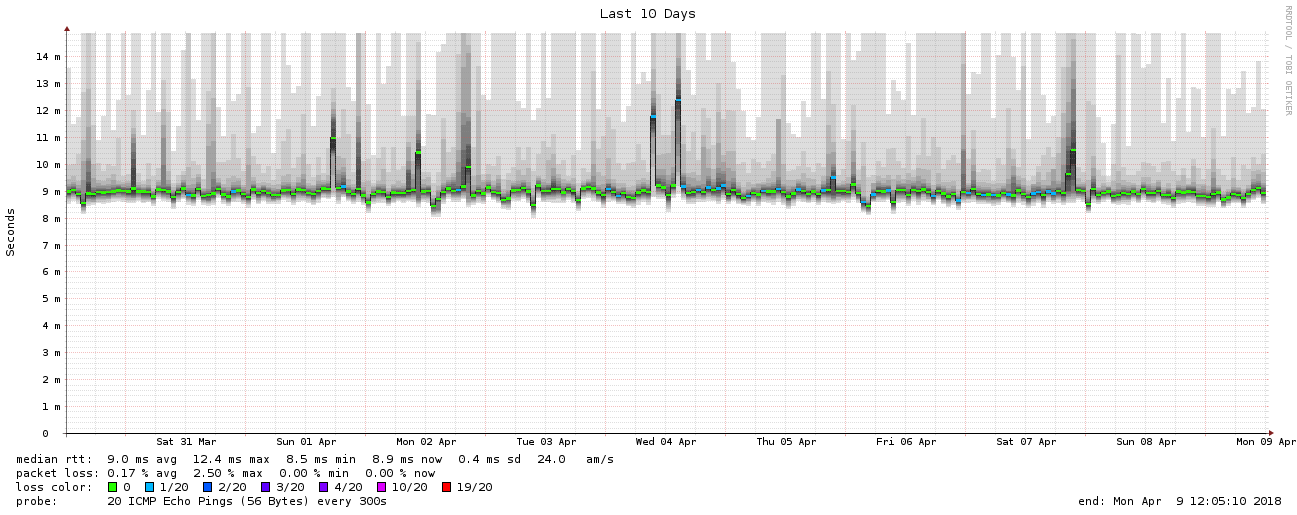 Last 10 Days
RRDTOOL / TOBI OETIKER
14 m
13 m
12 m
11 m
10 m
9 m
8 m
7 m
6 m
5 m
4 m
3 m
2 m
1 m
0
Seconds
Sat 31 Mar Sun 01 Apr Mon 02 Apr Tue 03 Apr Wed 04 Apr Thu 05 Apr Fri 06 Apr Sat 07 Apr Sun 08 Apr Mon 09 Apr
median rtt: 9.0 ms avg 12.4 ms max 8.5 ms min 8.9 ms now 0.4 ms sd 24.0 am/s
packet loss: 0.17 % avg 2.50 % max 0.00 % min 0.00 % now
loss color: 0 1/20 2/20 3/20 4/20 10/20 19/20
probe: 20 ICMP Echo Pings (56 Bytes) every 300s end: Mon Apr 9 12:05:10 2018